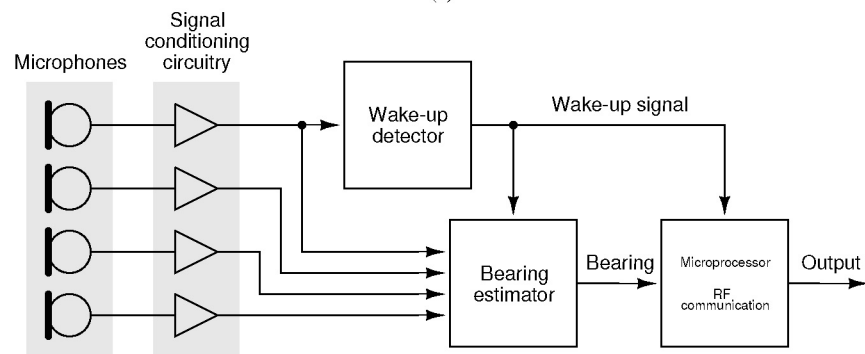 Signal
conditioning
circuitry
Microphones
Wake-up
detector
Wake-up signal
Bearing
estimator
Bearing
Microprocessor
RF
communication
Output